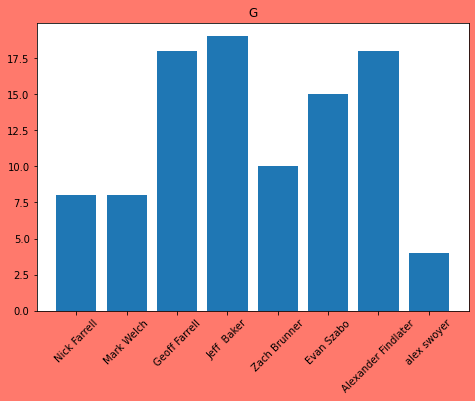 G
17.5
15.0
12.5
10.0
7.5
5.0
2.5
0.0
Nick Farrell
Mark Welch
Geoff Farrell
Jeff  Baker
Zach Brunner
Evan Szabo
Alexander Findlater
alex swoyer